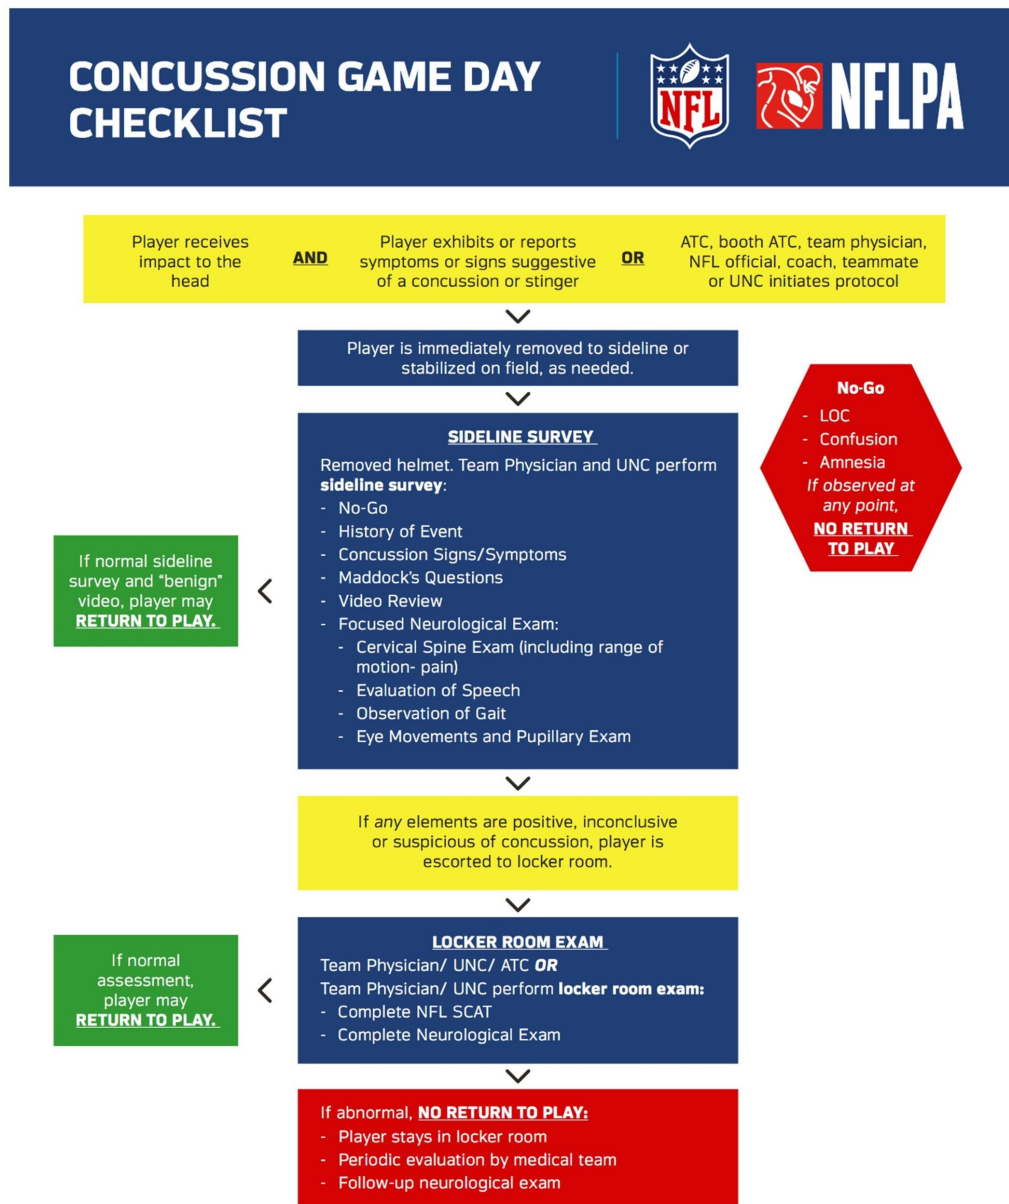 CONCUSSION GAME DAY
CHECKLIST
NFL
NFLPA
Player receives
impact to the
head
AND
Player exhibits or reports
symptoms or signs suggestive
of a concussion or stinger
OR
ATC, booth ATC, team physician,
NFL official, coach, teammate
or UNC initiates protocol
Player is immediately removed to sideline or
stabilized on field, as needed.
No-Go
- LOC
- Confusion
- Amnesia
If observed at
any point,
NO RETURN
TO PLAY
SIDELINE SURVEY
Removed helmet. Team Physician and UNC perform
sideline survey:
- No-Go
- History of Event
- Concussion Signs/Symptoms
- Maddock's Questions
- Video Review
- Focused Neurological Exam:
- Cervical Spine Exam (including range of
motion- pain)
- Evaluation of Speech
- Observation of Gait
- Eye Movements and Pupillary Exam
If normal sideline
survey and “benign”
video, player may
RETURN TO PLAY.
If any elements are positive, inconclusive
or suspicious of concussion, player is
escorted to locker room.
LOCKER ROOM EXAM
Team Physician/ UNC/ ATC OR
Team Physician/ UNC perform locker room exam:
- Complete NFL SCAT
- Complete Neurological Exam
If normal
assessment,
player may
RETURN TO PLAY.
If abnormal, NO RETURN TO PLAY:
- Player stays in locker room
- Periodic evaluation by medical team
- Follow-up neurological exam